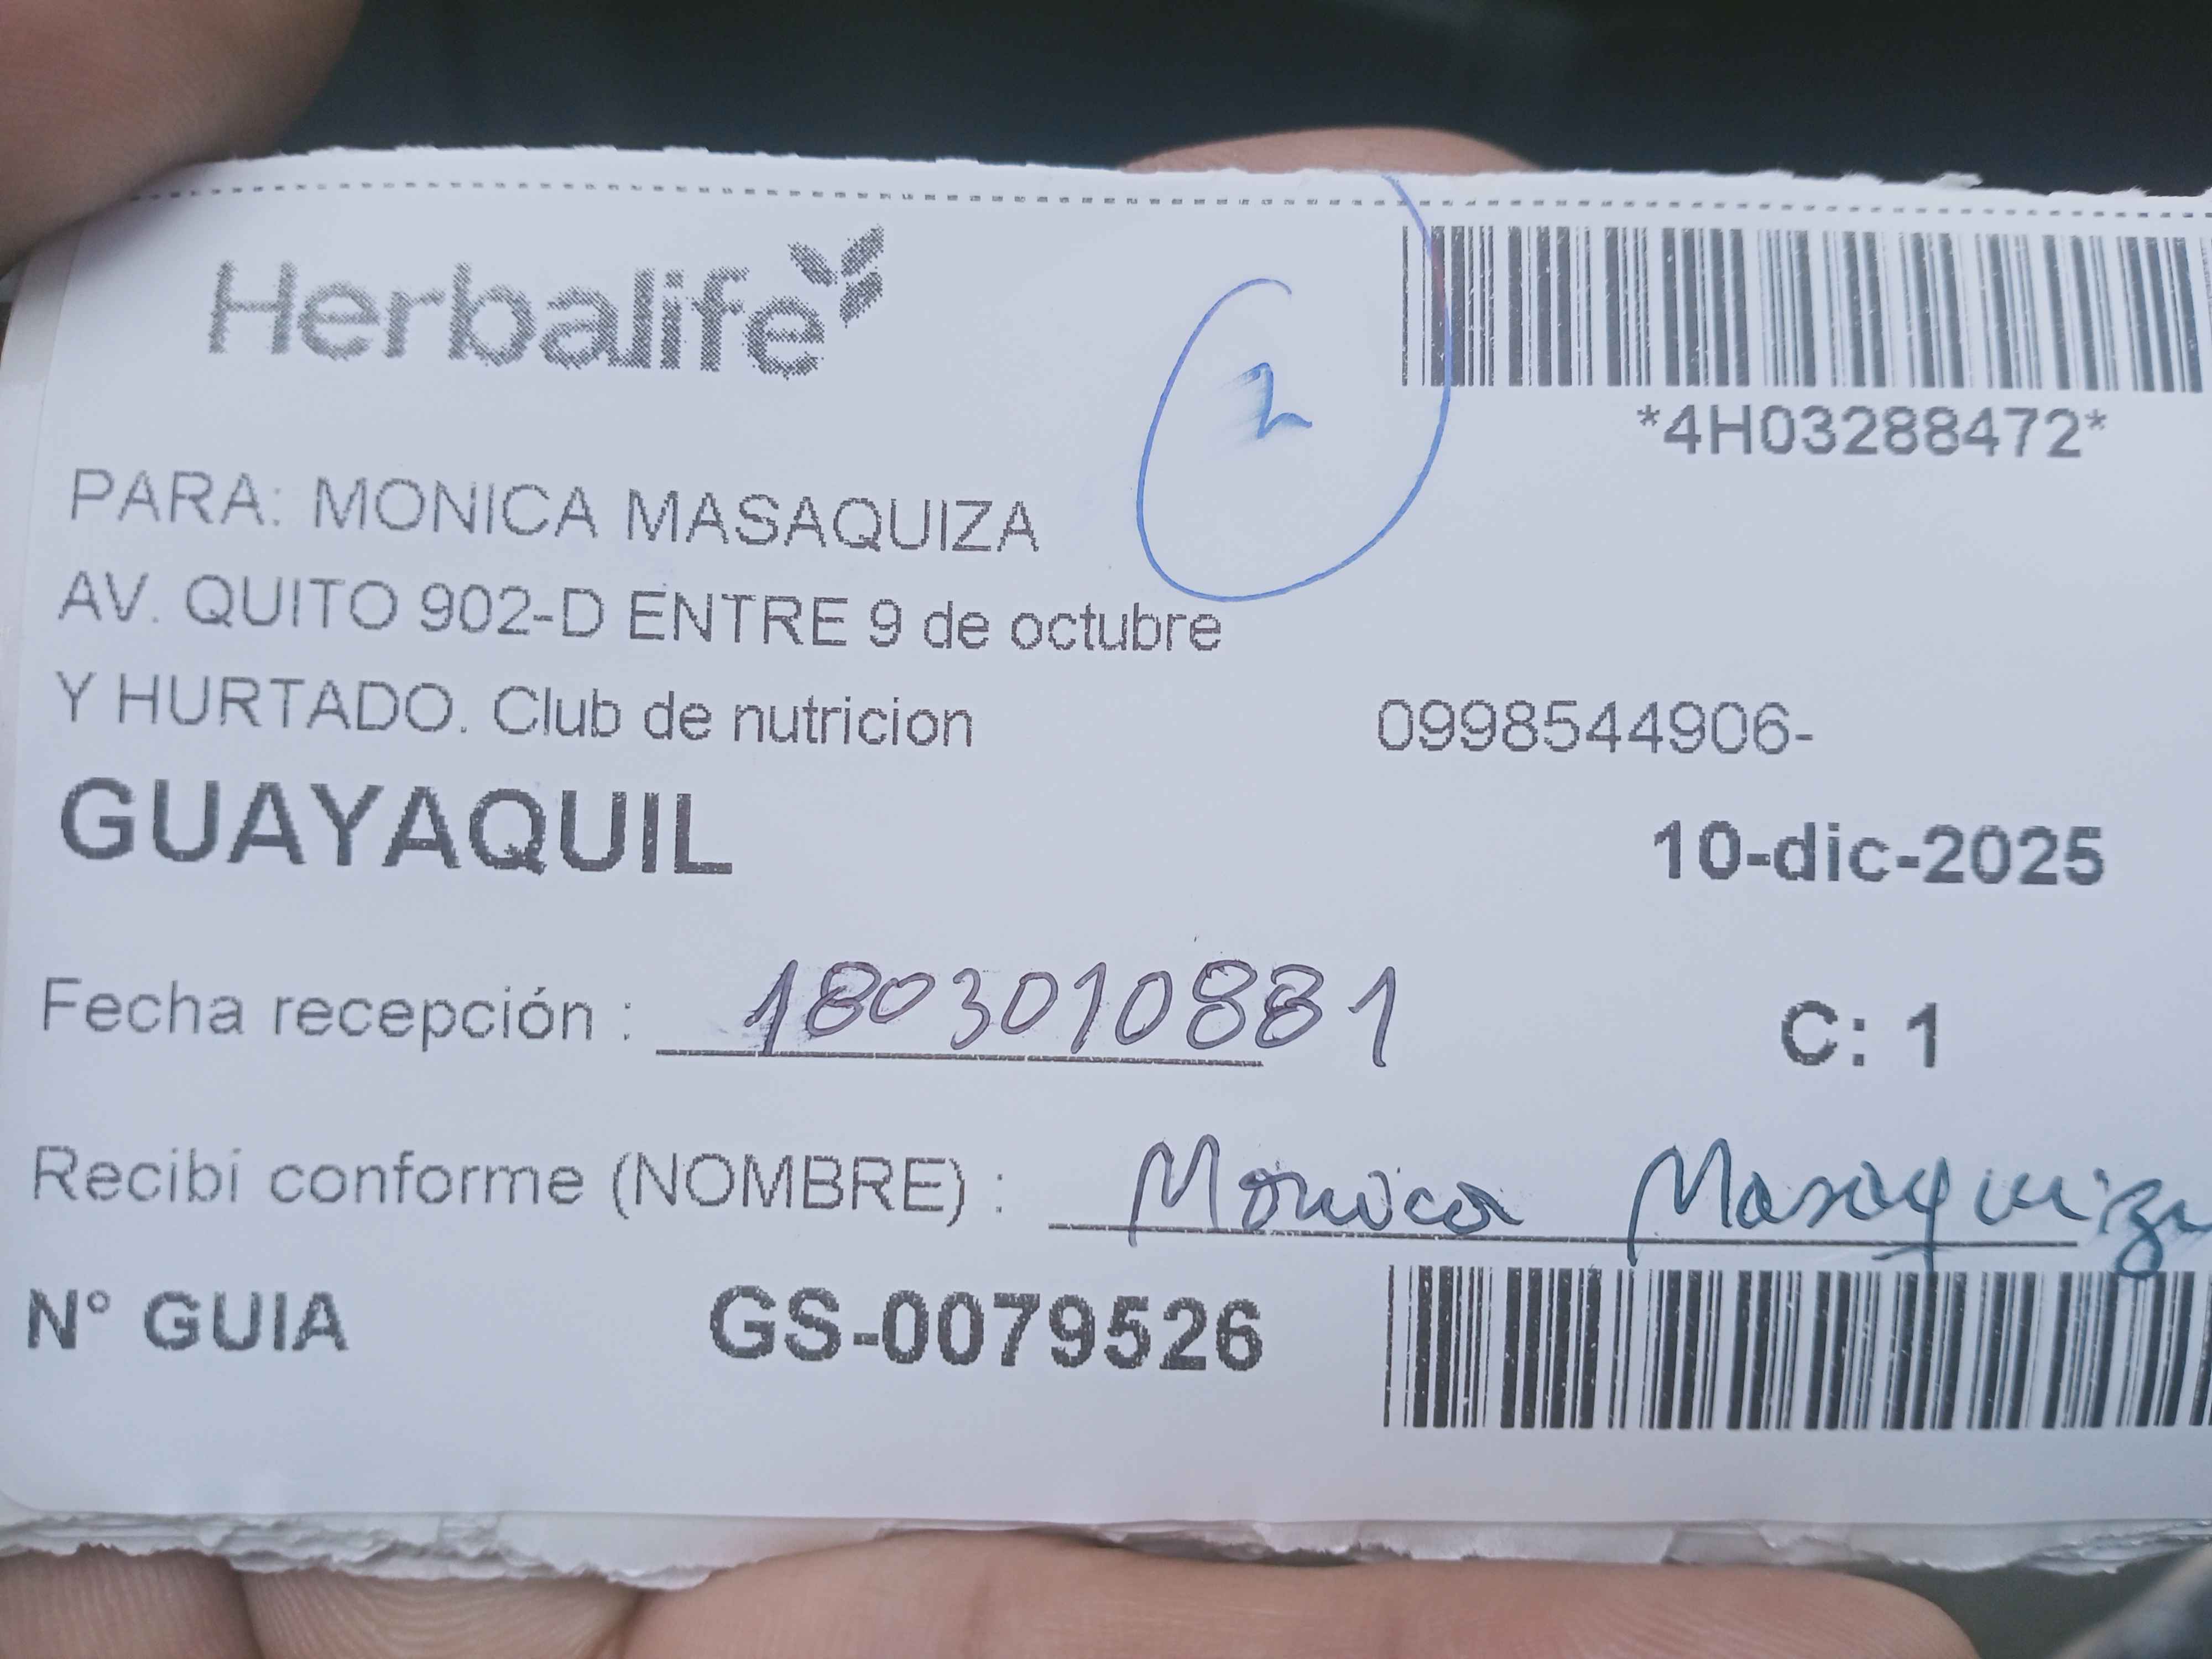 Herbalife
2
*4H03288472*
PARA: MONICA MASAQUIZA
AV. QUITO 902-D ENTRE 9 de octubre
Y HURTADO. Club de nutricion
0998544906-
GUAYAQUIL
10-dic-2025
Fecha recepción : 1803010881
C: 1
Recibi conforme (NOMBRE) : Monica Masaquiza
N° GUIA GS-0079526